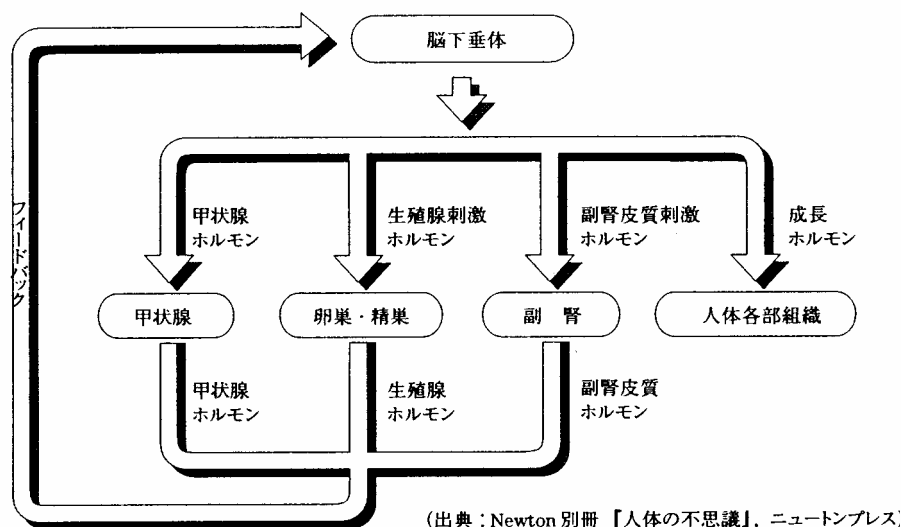 脳下垂体
甲状腺
ホルモン
生殖腺刺激
ホルモン
副腎皮質刺激
ホルモン
成長
ホルモン
フィードバック
甲状腺
卵巣・精巣
副 腎
人体各部組織
甲状腺
ホルモン
生殖腺
ホルモン
副腎皮質
ホルモン
(出典:Newton 別冊 『人体の不思議』, ニュートンプレス)